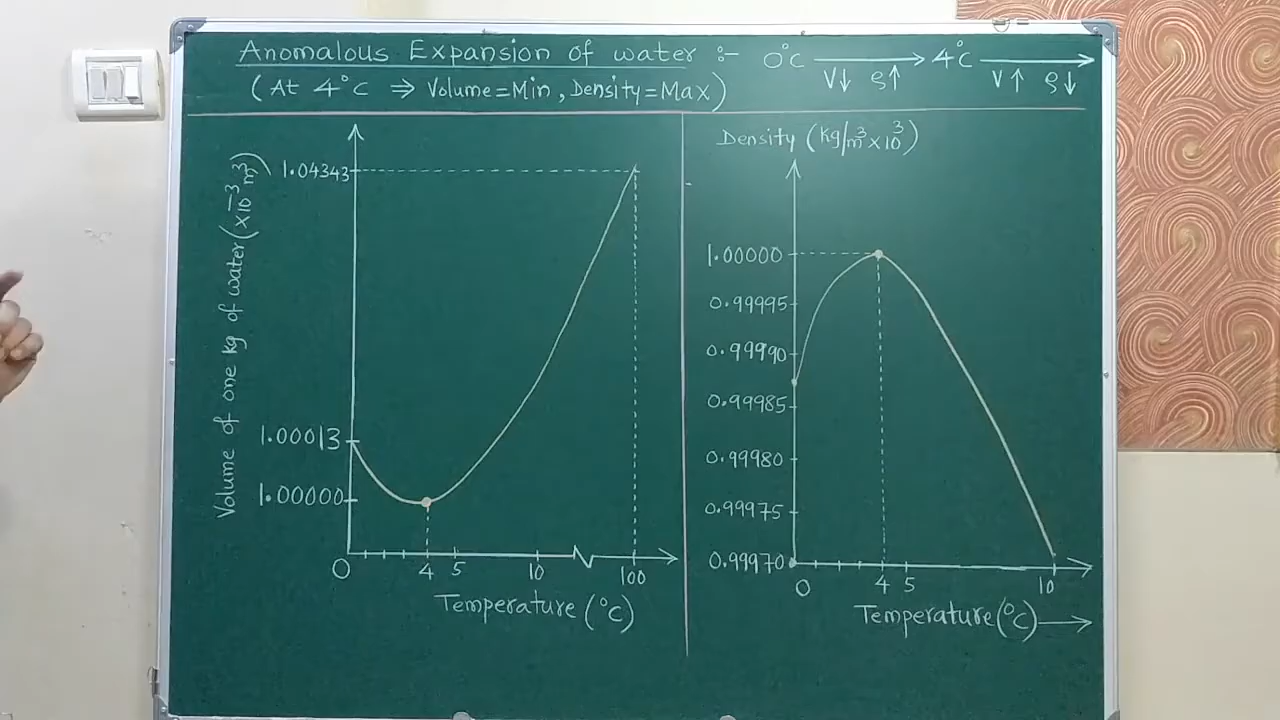 Anomalous Expansion of water :- 0°C → 4°C →
V↓ ρ↑ V↑ ρ↓
(At 4°C ⇒ Volume=Min, Density=Max)
Volume of one kg of water (×10⁻³ m³)
1.04343
1.00013
1.00000
0 4 5 10 100
Temperature (°C)
Density (kg/m³×10³)
1.00000
0.99995
0.99990
0.99985
0.99980
0.99975
0.99970
0 4 5 10
Temperature (°C) →